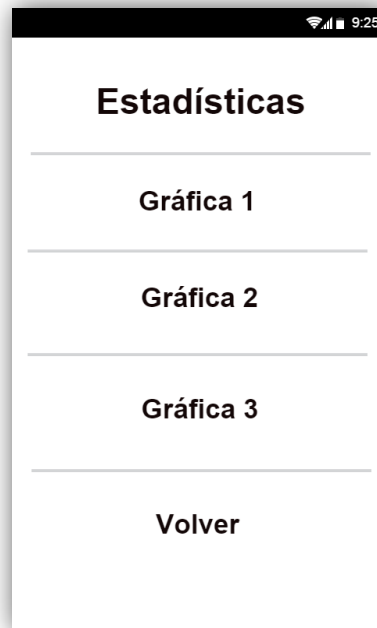 9:25
Estadísticas
Gráfica 1
Gráfica 2
Gráfica 3
Volver